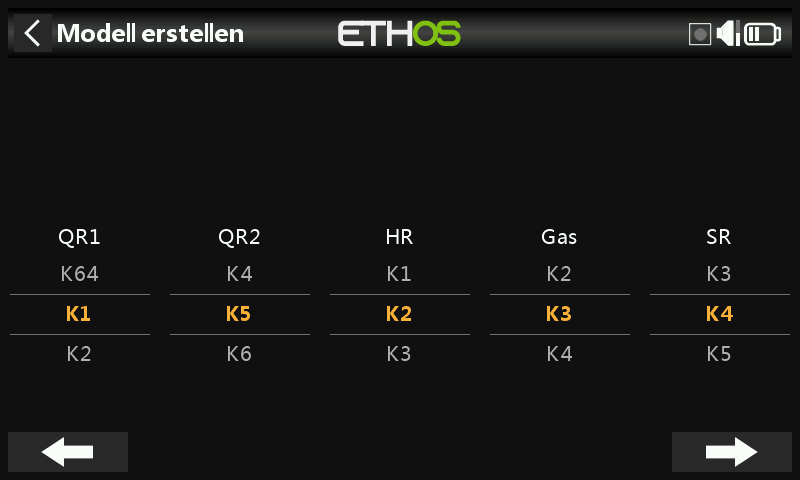 Modell erstellen
ETHOS
QR1 QR2 HR Gas SR
K64 K4 K1 K2 K3
K1 K5 K2 K3 K4
K2 K6 K3 K4 K5